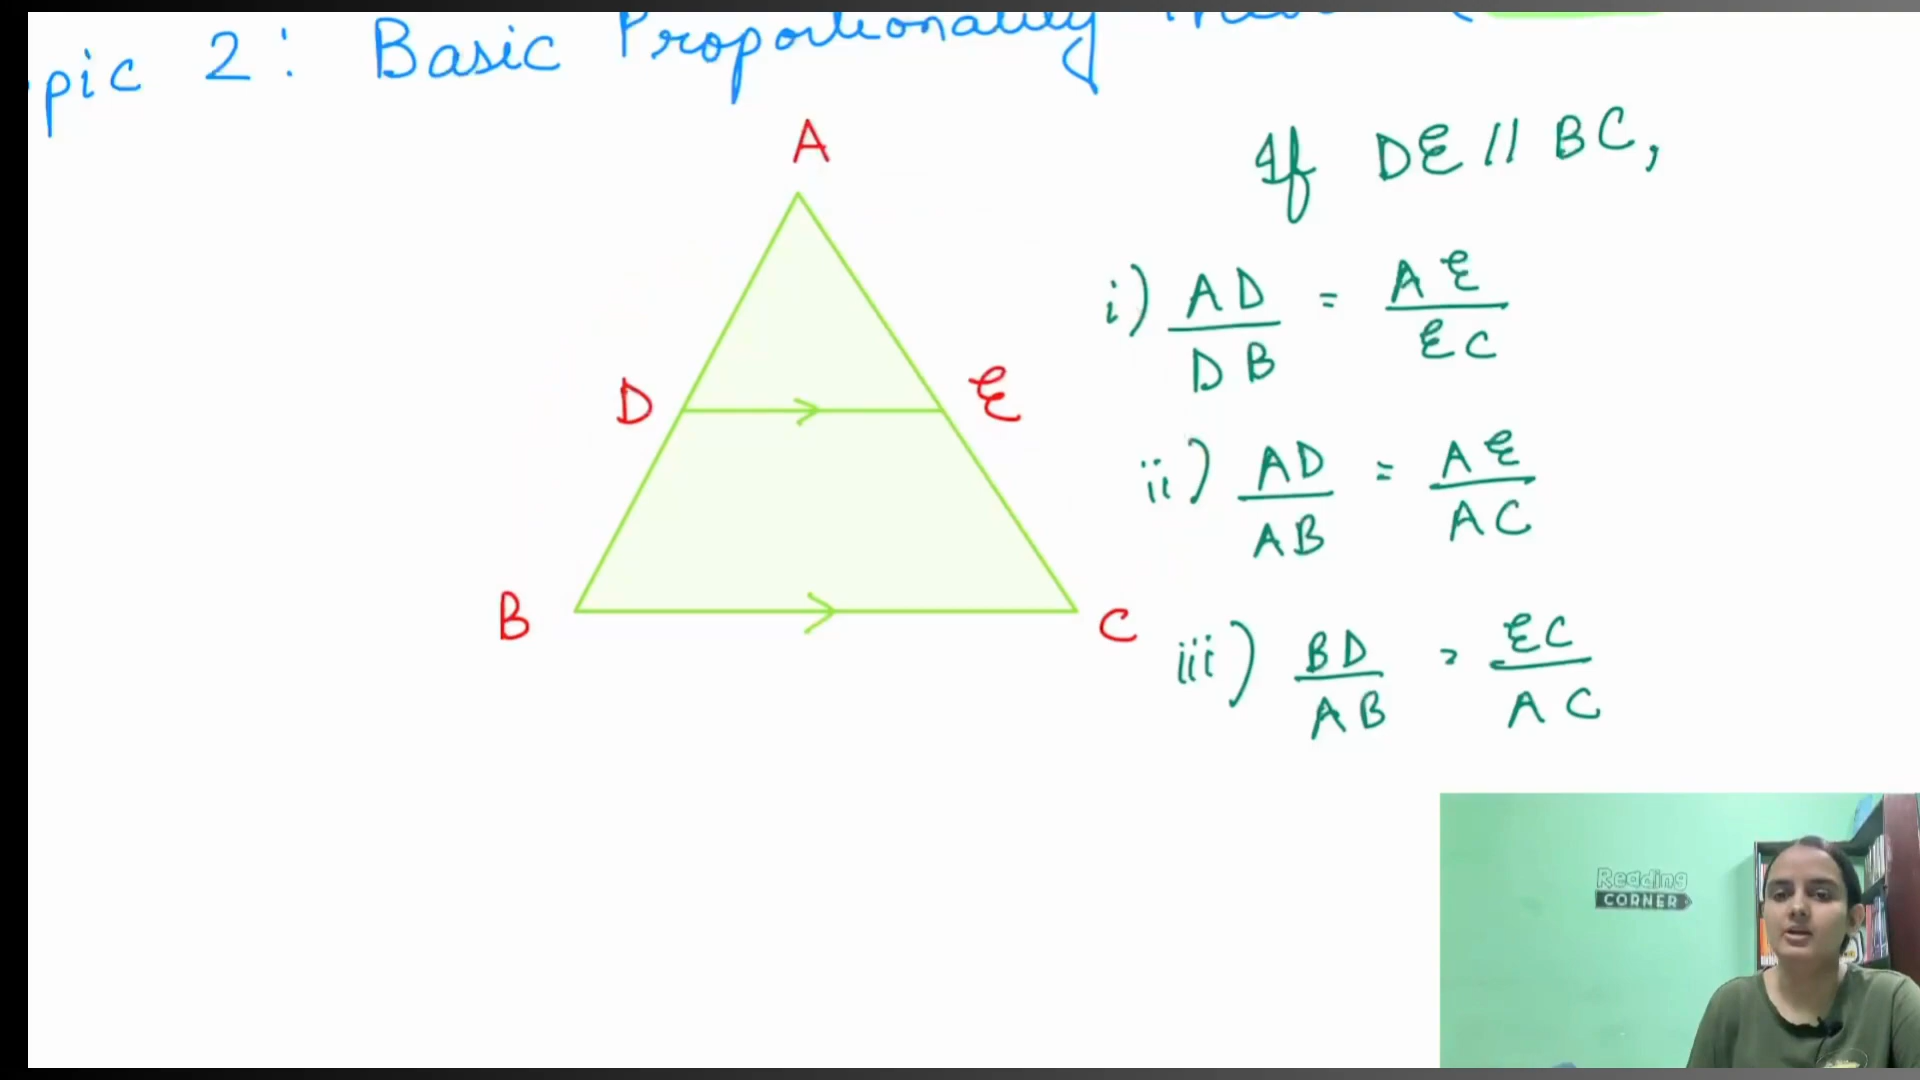 pic 2: Basic Proportionality
A
If DE // BC,
i) AD/DB = AE/EC
D
E
ii) AD/AB = AE/AC
B
C
iii) BD/AB = EC/AC
Reading
CORNER